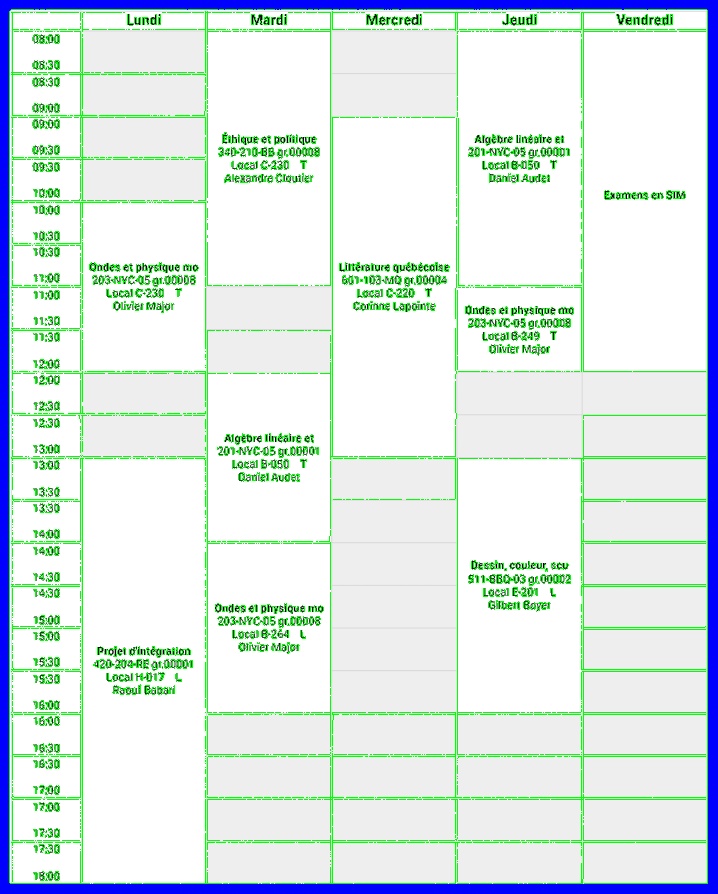 Lundi Mardi Mercredi Jeudi Vendredi
08:00
08:30
08:30
09:00
09:00
09:30
09:30
10:00
10:00
10:30
10:30
11:00
11:00
11:30
11:30
12:00
12:00
12:30
12:30
13:00
13:00
13:30
13:30
14:00
14:00
14:30
14:30
15:00
15:00
15:30
15:30
16:00
16:00
16:30
16:30
17:00
17:00
17:30
17:30
18:00
Ondes et physique mo
203-NYC-05 gr.00008
Local C-230 T
Olivier Major
Projet d'intégration
420-204-RE gr.00001
Local H-017 L
Raouf Babari
Éthique et politique
340-210-BB gr.00008
Local C-230 T
Alexandre Cloutier
Algèbre linéaire et
201-NYC-05 gr.00001
Local B-050 T
Daniel Audet
Ondes et physique mo
203-NYC-05 gr.00008
Local B-264 L
Olivier Major
Littérature québécoise
601-103-MQ gr.00004
Local C-220 T
Corinne Lapointe
Algèbre linéaire et
201-NYC-05 gr.00001
Local B-050 T
Daniel Audet
Ondes et physique mo
203-NYC-05 gr.00008
Local B-249 T
Olivier Major
Dessin, couleur, scu
511-BBQ-03 gr.00002
Local E-201 L
Gilbert Boyer
Examens en SIM